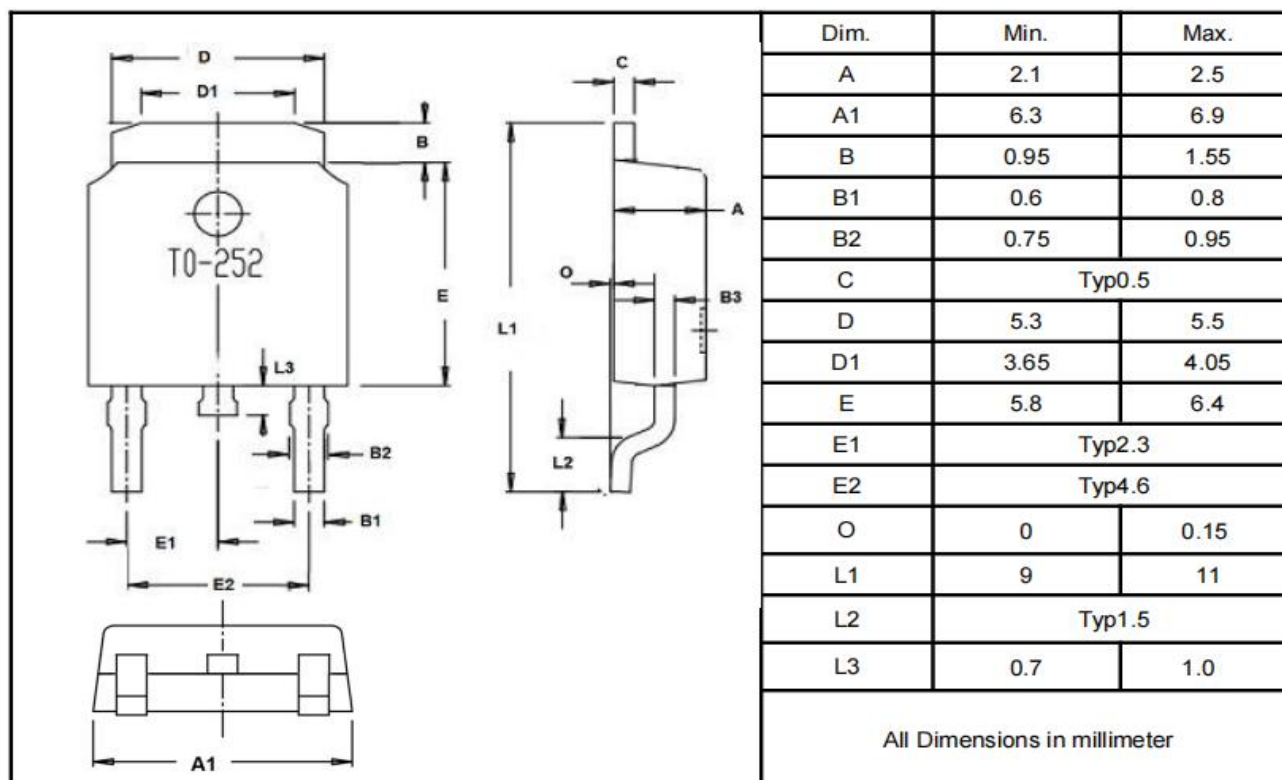 D
D1
B
TO-252
E
L3
B2
B1
E1
E2
A1
C
A
O
B3
L1
L2
Dim. Min. Max.
A 2.1 2.5
A1 6.3 6.9
B 0.95 1.55
B1 0.6 0.8
B2 0.75 0.95
C Typ0.5
D 5.3 5.5
D1 3.65 4.05
E 5.8 6.4
E1 Typ2.3
E2 Typ4.6
O 0 0.15
L1 9 11
L2 Typ1.5
L3 0.7 1.0
All Dimensions in millimeter